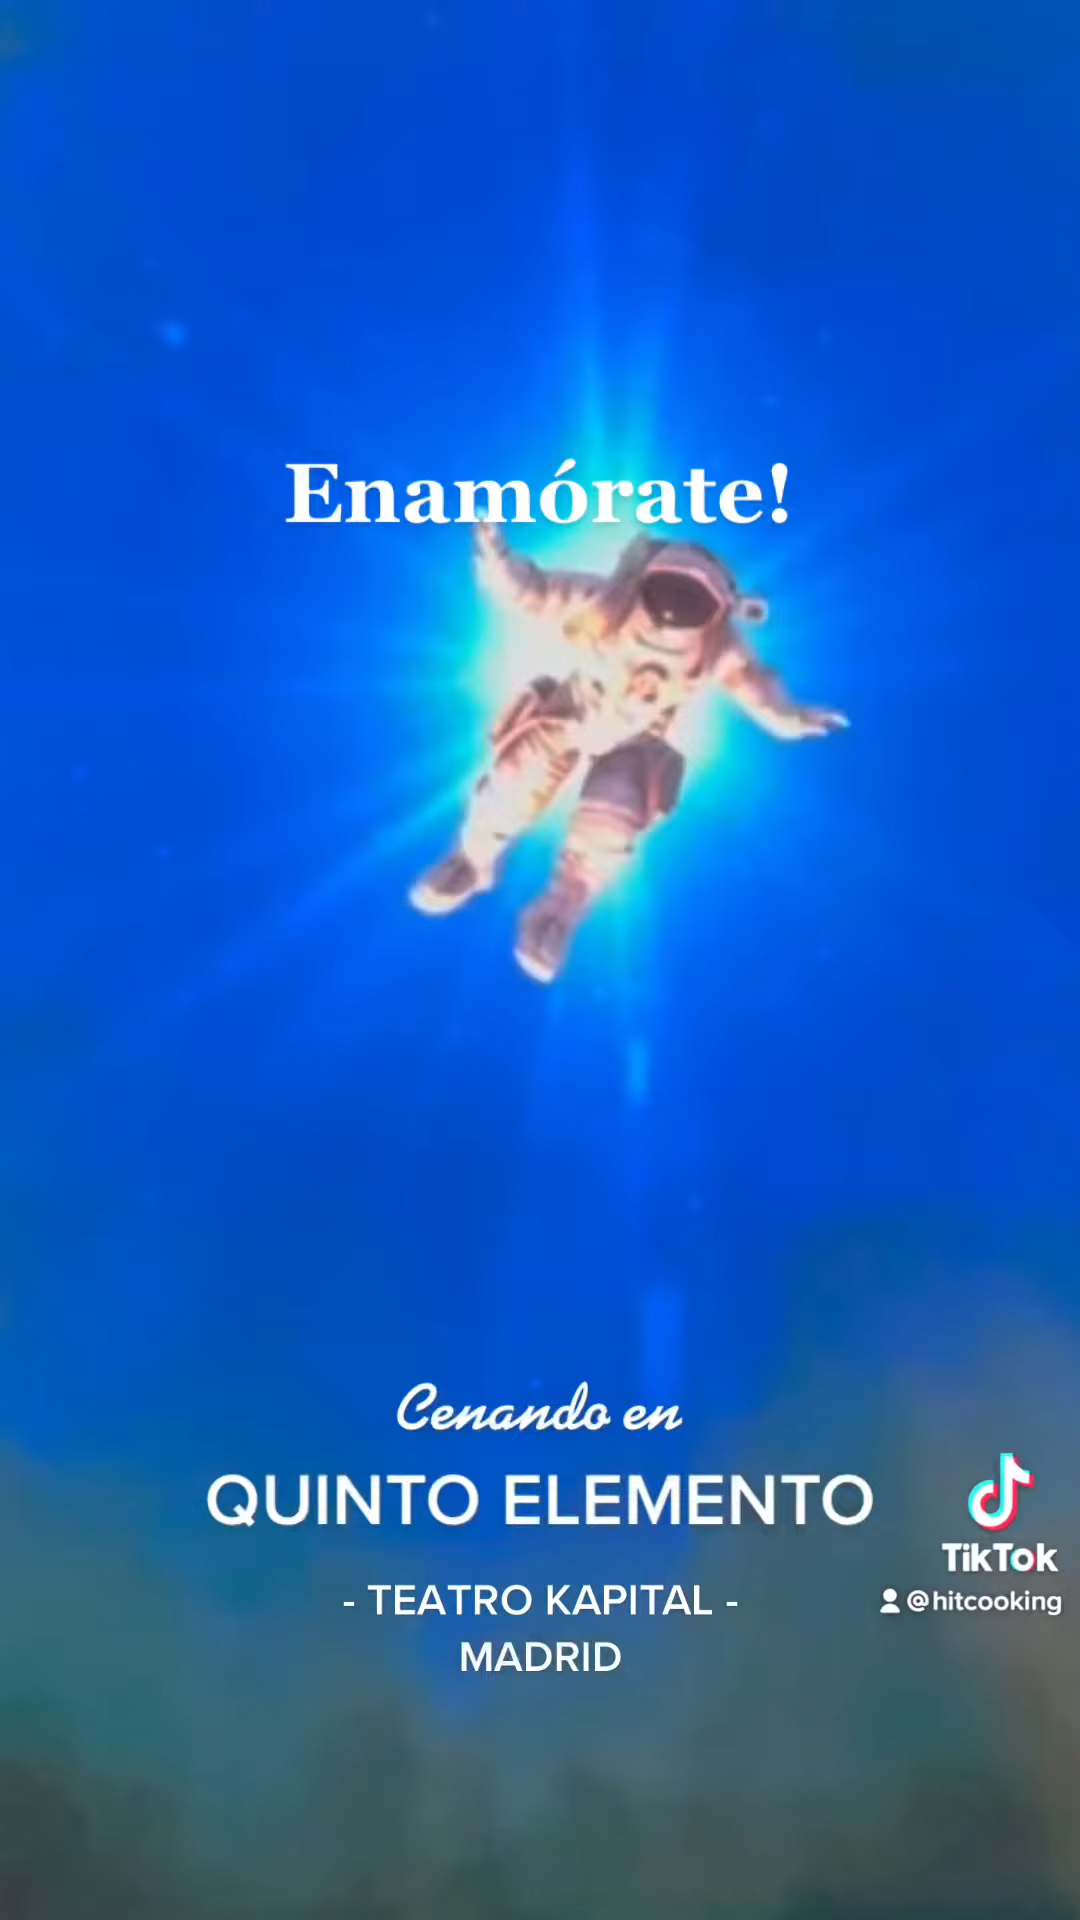 Enamórate!
Cenando en
QUINTO ELEMENTO
- TEATRO KAPITAL -
MADRID
TikTok
@hitcooking